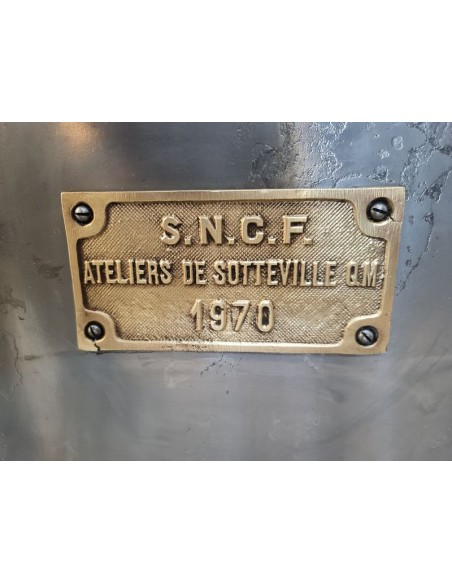 S.N.C.F.
ATELIERS DE SOTTEVILLE Q.M.
1970